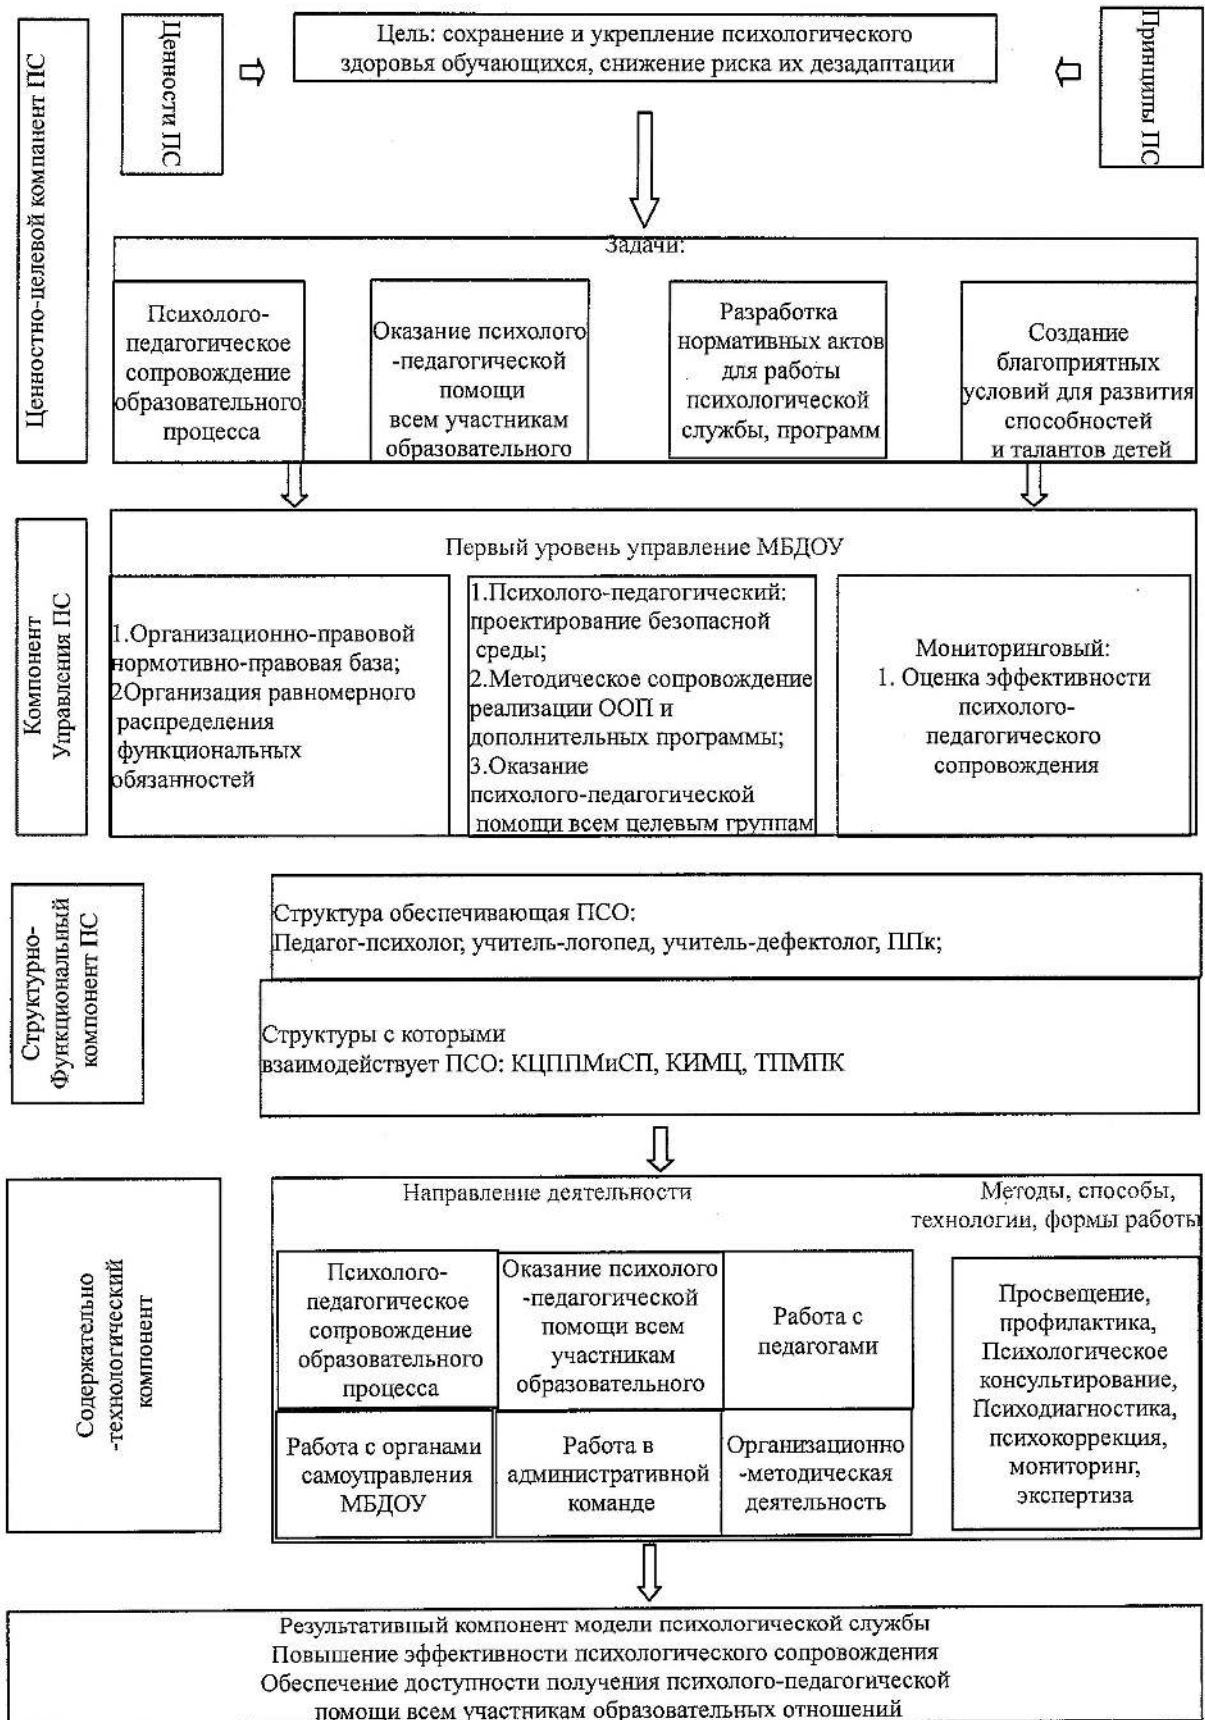 Ценностно-целевой компанент ПС
Ценности ПС
Цель: сохранение и укрепление психологического
здоровья обучающихся, снижение риска их дезадаптации
Принципы ПС
Задачи:
Психолого-
педагогическое
сопровождение
образовательного
процесса
Оказание психолого
-педагогической
помощи
всем участникам
образовательного
Разработка
нормативных актов
для работы
психологической
службы, программ
Создание
благоприятных
условий для развития
способностей
и талантов детей
Компонент
Управления ПС
Первый уровень управление МБДОУ
1.Организационно-правовой
нормотивно-правовая база;
2Организация равномерного
распределения
функциональных
обязанностей
1.Психолого-педагогический:
проектирование безопасной
среды;
2.Методическое сопровождение
реализации ООП и
дополнительных программы;
3.Оказание
психолого-педагогической
помощи всем целевым группам
Мониторинговый:
1. Оценка эффективности
психолого-
педагогического
сопровождения
Структурно-
Функциональный
компонент ПС
Структура обеспечивающая ПСО:
Педагог-психолог, учитель-логопед, учитель-дефектолог, ППк;
Структуры с которыми
взаимодействует ПСО: КЦППМиСП, КИМЦ, ТПМПК
Содержательно
-технологический
компонент
Направление деятельности
Методы, способы,
технологии, формы работы
Психолого-
педагогическое
сопровождение
образовательного
процесса
Оказание психолого
-педагогической
помощи всем
участникам
образовательного
Работа с
педагогами
Работа с органами
самоуправления
МБДОУ
Работа в
административной
команде
Организационно
-методическая
деятельность
Просвещение,
профилактика,
Психологическое
консультирование,
Психодиагностика,
психокоррекция,
мониторинг,
экспертиза
Результативный компонент модели психологической службы
Повышение эффективности психологического сопровождения
Обеспечение доступности получения психолого-педагогической
помощи всем участникам образовательных отношений